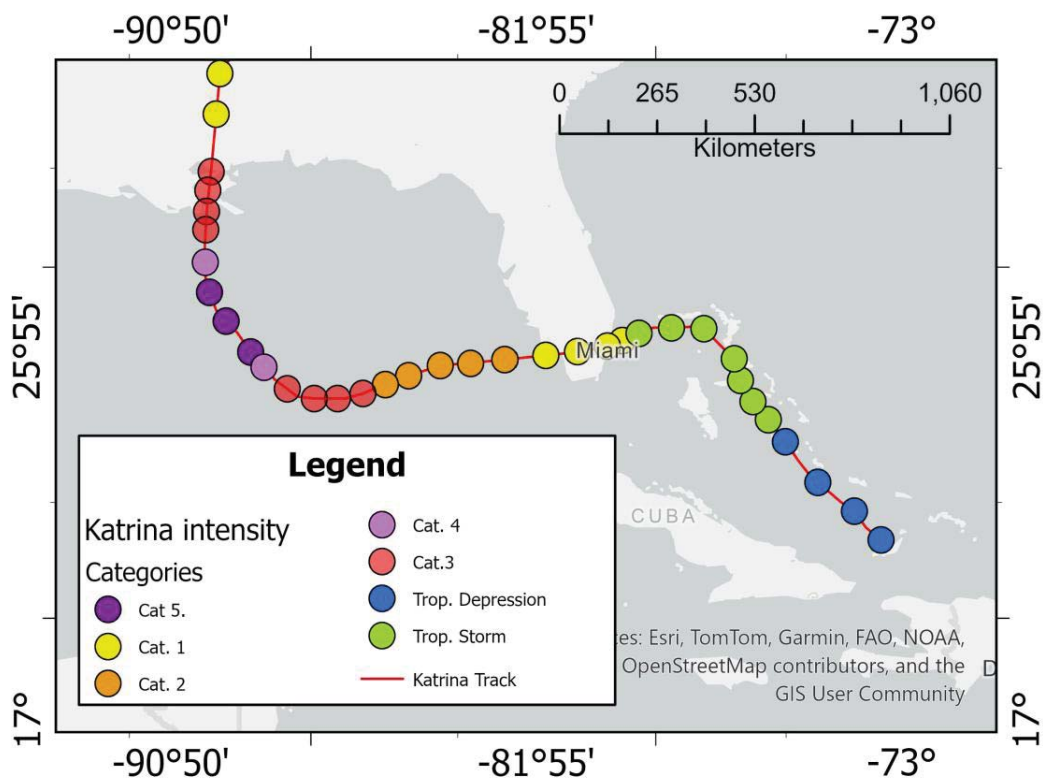 -90°50' -81°55' -73°
0 265 530 1,060
Kilometers
25°55' 25°55'
Miami
Legend
Katrina intensity
Categories
Cat 5.
Cat. 1
Cat. 2
Cat. 4
Cat.3
Trop. Depression
Trop. Storm
Katrina Track
CUBA
es: Esri, TomTom, Garmin, FAO, NOAA,
OpenStreetMap contributors, and the
GIS User Community
D
17° 17°
-90°50' -81°55' -73°